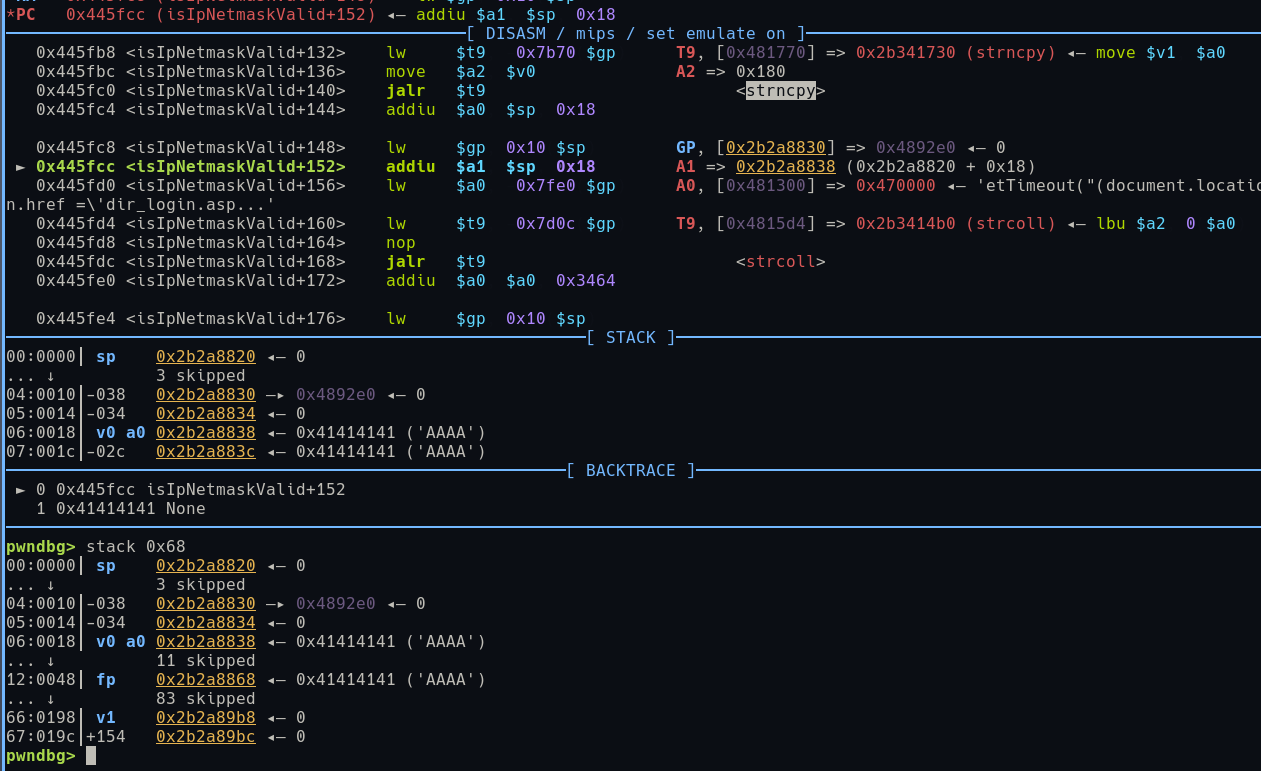 *PC   0x445fcc (isIpNetmaskValid+152) ◂— addiu $a1  $sp  0x18
[ DISASM / mips / set emulate on ]
0x445fb8 <isIpNetmaskValid+132>    lw     $t9   0x7b70 $gp      T9, [0x481770] => 0x2b341730 (strncpy) ◂— move $v1  $a0
0x445fbc <isIpNetmaskValid+136>    move   $a2  $v0              A2 => 0x180
0x445fc0 <isIpNetmaskValid+140>    jalr   $t9                         <strncpy>
0x445fc4 <isIpNetmaskValid+144>    addiu  $a0  $sp  0x18
0x445fc8 <isIpNetmaskValid+148>    lw     $gp  0x10 $sp         GP, [0x2b2a8830] => 0x4892e0 ◂— 0
► 0x445fcc <isIpNetmaskValid+152>    addiu  $a1  $sp  0x18         A1 => 0x2b2a8838 (0x2b2a8820 + 0x18)
0x445fd0 <isIpNetmaskValid+156>    lw     $a0   0x7fe0 $gp      A0, [0x481300] => 0x470000 ◂— 'etTimeout("(document.locatio
n.href =\'dir_login.asp...'
0x445fd4 <isIpNetmaskValid+160>    lw     $t9   0x7d0c $gp      T9, [0x4815d4] => 0x2b3414b0 (strcoll) ◂— lbu $a2  0 $a0
0x445fd8 <isIpNetmaskValid+164>    nop
0x445fdc <isIpNetmaskValid+168>    jalr   $t9                         <strcoll>
0x445fe0 <isIpNetmaskValid+172>    addiu  $a0  $a0  0x3464
0x445fe4 <isIpNetmaskValid+176>    lw     $gp  0x10 $sp
[ STACK ]
00:0000│ sp    0x2b2a8820 ◂— 0
... ↓          3 skipped
04:0010│-038   0x2b2a8830 —▸ 0x4892e0 ◂— 0
05:0014│-034   0x2b2a8834 ◂— 0
06:0018│ v0 a0 0x2b2a8838 ◂— 0x41414141 ('AAAA')
07:001c│-02c   0x2b2a883c ◂— 0x41414141 ('AAAA')
[ BACKTRACE ]
► 0 0x445fcc isIpNetmaskValid+152
1 0x41414141 None
pwndbg> stack 0x68
00:0000│ sp    0x2b2a8820 ◂— 0
... ↓          3 skipped
04:0010│-038   0x2b2a8830 —▸ 0x4892e0 ◂— 0
05:0014│-034   0x2b2a8834 ◂— 0
06:0018│ v0 a0 0x2b2a8838 ◂— 0x41414141 ('AAAA')
... ↓          11 skipped
12:0048│ fp    0x2b2a8868 ◂— 0x41414141 ('AAAA')
... ↓          83 skipped
66:0198│ v1    0x2b2a89b8 ◂— 0
67:019c│+154   0x2b2a89bc ◂— 0
pwndbg>